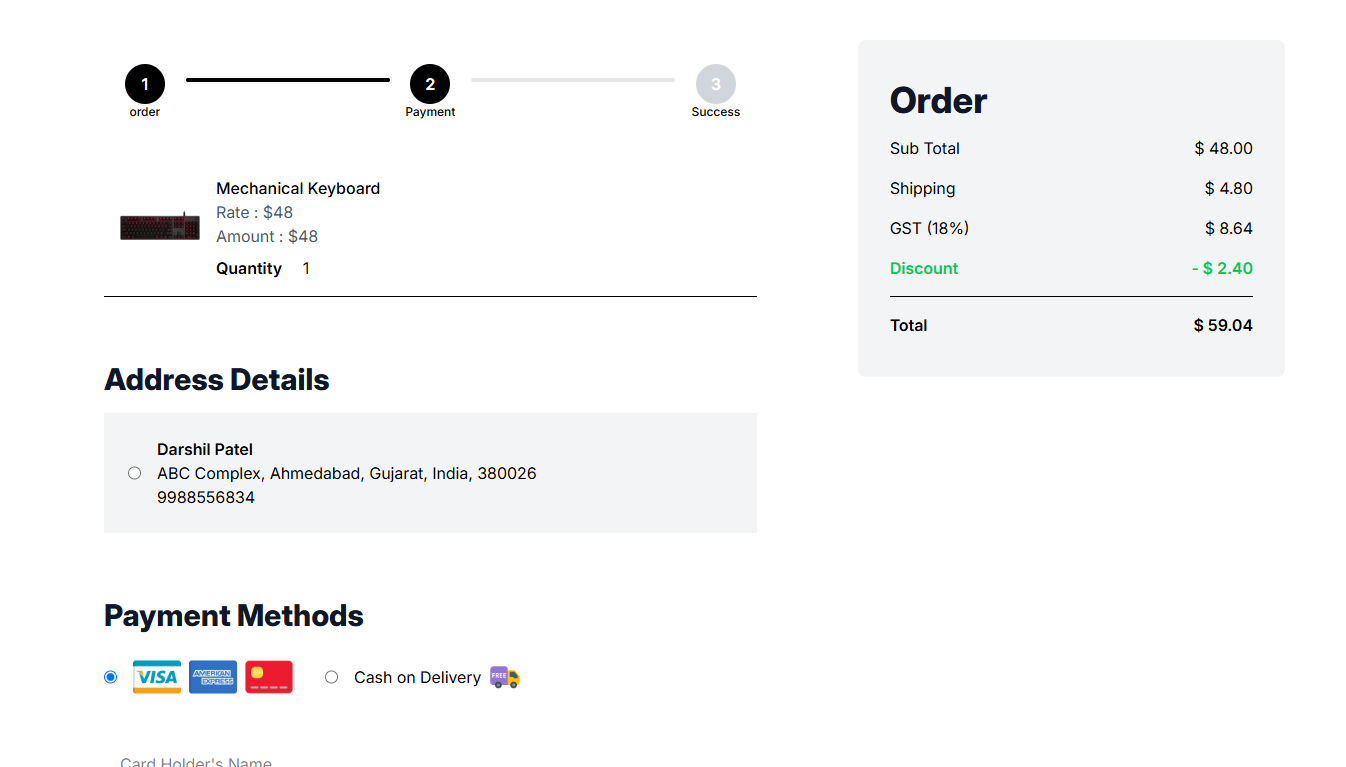 1
2
3
order
Payment
Success
Mechanical Keyboard
Rate : $48
Amount : $48
Quantity 1
Address Details
Darshil Patel
ABC Complex, Ahmedabad, Gujarat, India, 380026
9988556834
Payment Methods
VISA
AMERICAN
EXPRESS
Cash on Delivery
FREE
Card Holder's Name
Order
Sub Total $ 48.00
Shipping $ 4.80
GST (18%) $ 8.64
Discount - $ 2.40
Total $ 59.04